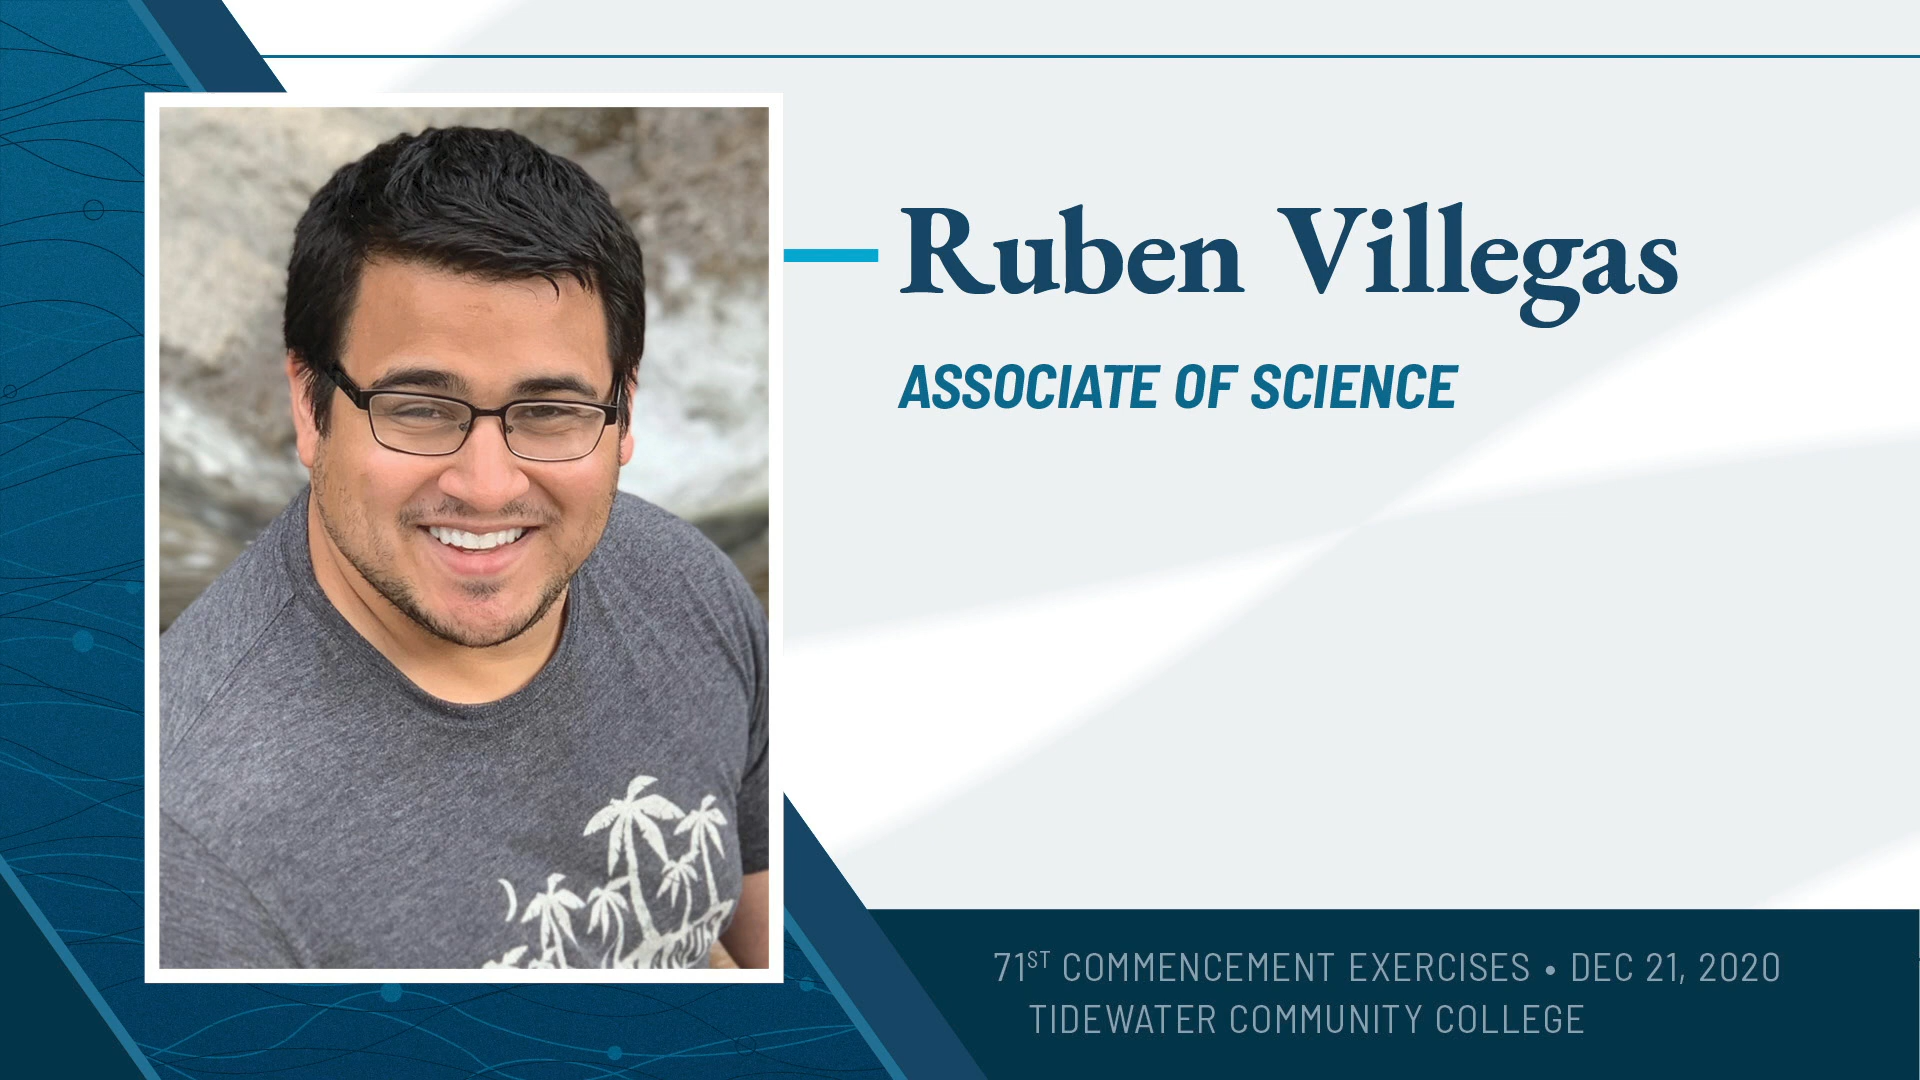 Ruben Villegas
ASSOCIATE OF SCIENCE
71ST COMMENCEMENT EXERCISES • DEC 21, 2020
TIDEWATER COMMUNITY COLLEGE